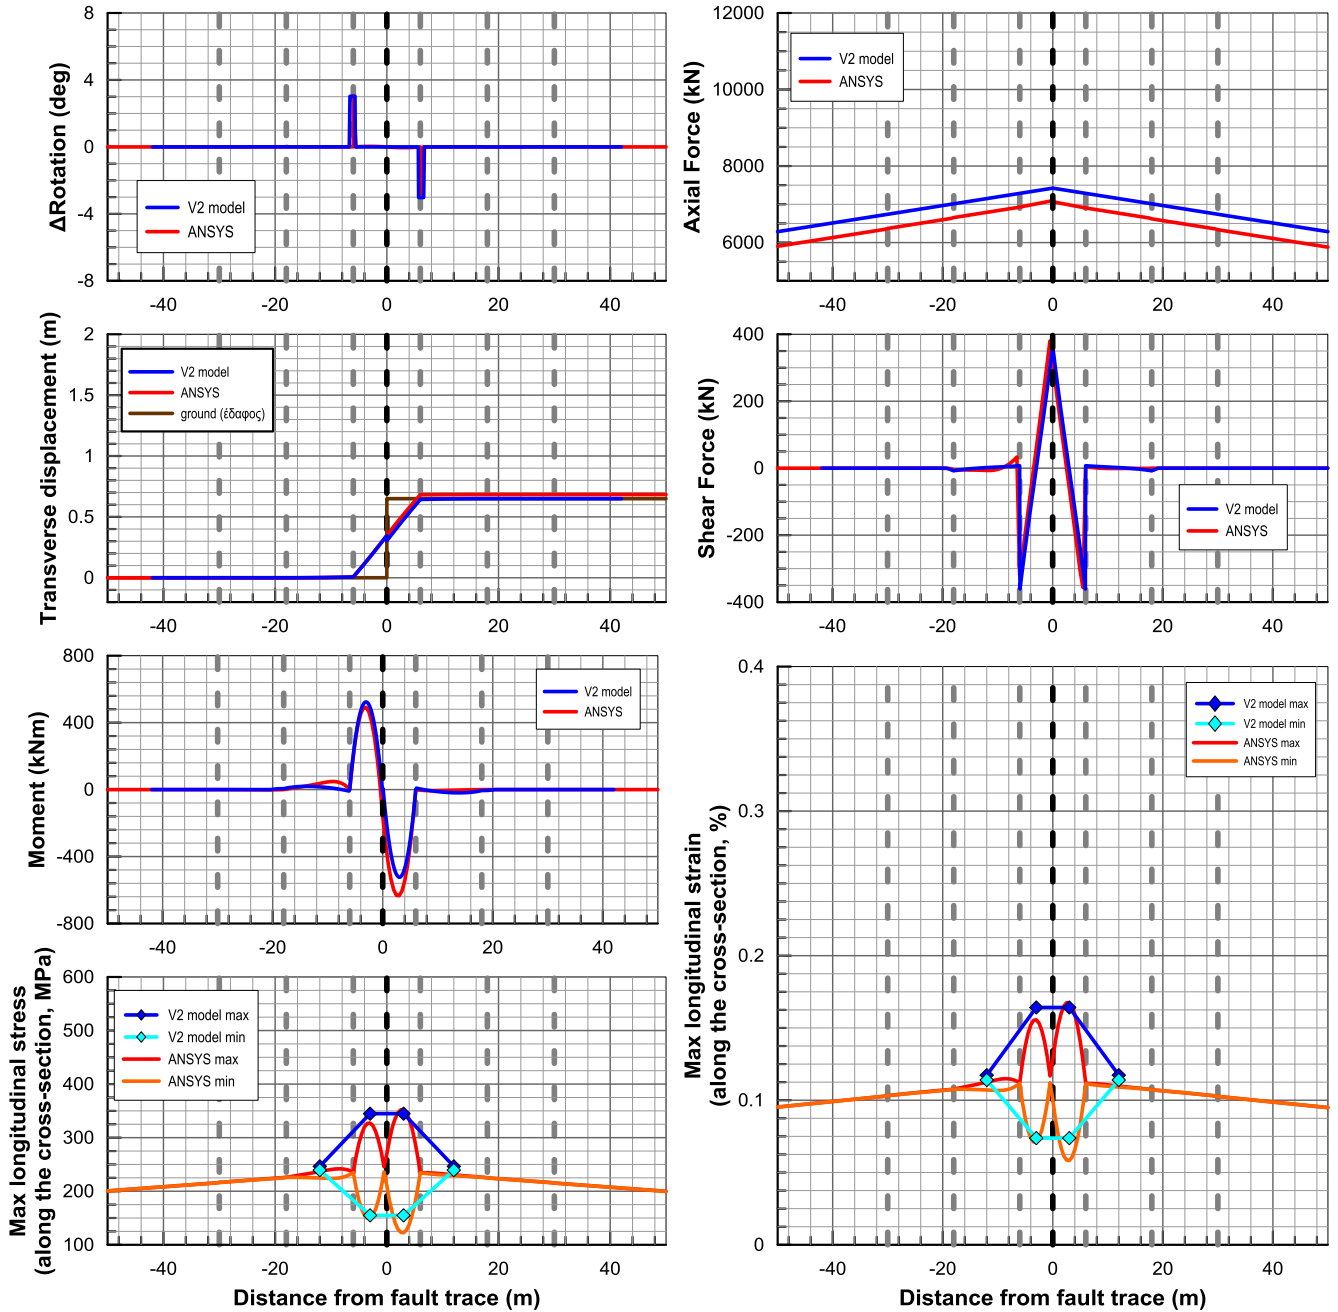 ΔRotation (deg)
8
4
0
-4
-8
V2 model
ANSYS
-40
-20
0
20
40
Axial Force (kN)
12000
10000
8000
6000
V2 model
ANSYS
-40
-20
0
20
40
Transverse displacement (m)
2
1.5
1
0.5
0
V2 model
ANSYS
ground (έδαφος)
-40
-20
0
20
40
Shear Force (kN)
400
200
0
-200
-400
V2 model
ANSYS
-40
-20
0
20
40
Moment (kNm)
800
400
0
-400
-800
V2 model
ANSYS
-40
-20
0
20
40
Max longitudinal stress
(along the cross-section, MPa)
600
500
400
300
200
100
V2 model max
V2 model min
ANSYS max
ANSYS min
-40
-20
0
20
40
Distance from fault trace (m)
Max longitudinal strain
(along the cross-section, %)
0.4
0.3
0.2
0.1
0
V2 model max
V2 model min
ANSYS max
ANSYS min
-40
-20
0
20
40
Distance from fault trace (m)